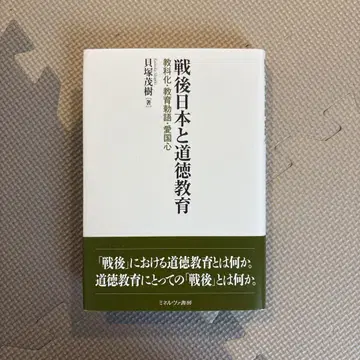 戦後日本と道徳教育
教科化・教育勅語・愛国心
貝塚茂樹[著]
「戦後」における道徳教育とは何か。
道徳教育にとっての「戦後」とは何か。
ミネルヴァ書房